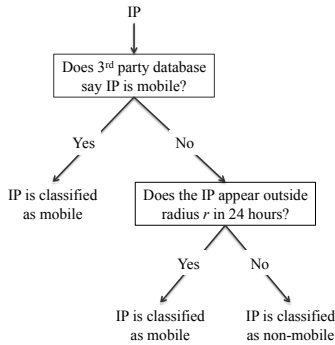 IP
Does 3rd party database
say IP is mobile?
Yes
No
IP is classified
as mobile
Does the IP appear outside
radius r in 24 hours?
Yes
No
IP is classified
as mobile
IP is classified
as non-mobile